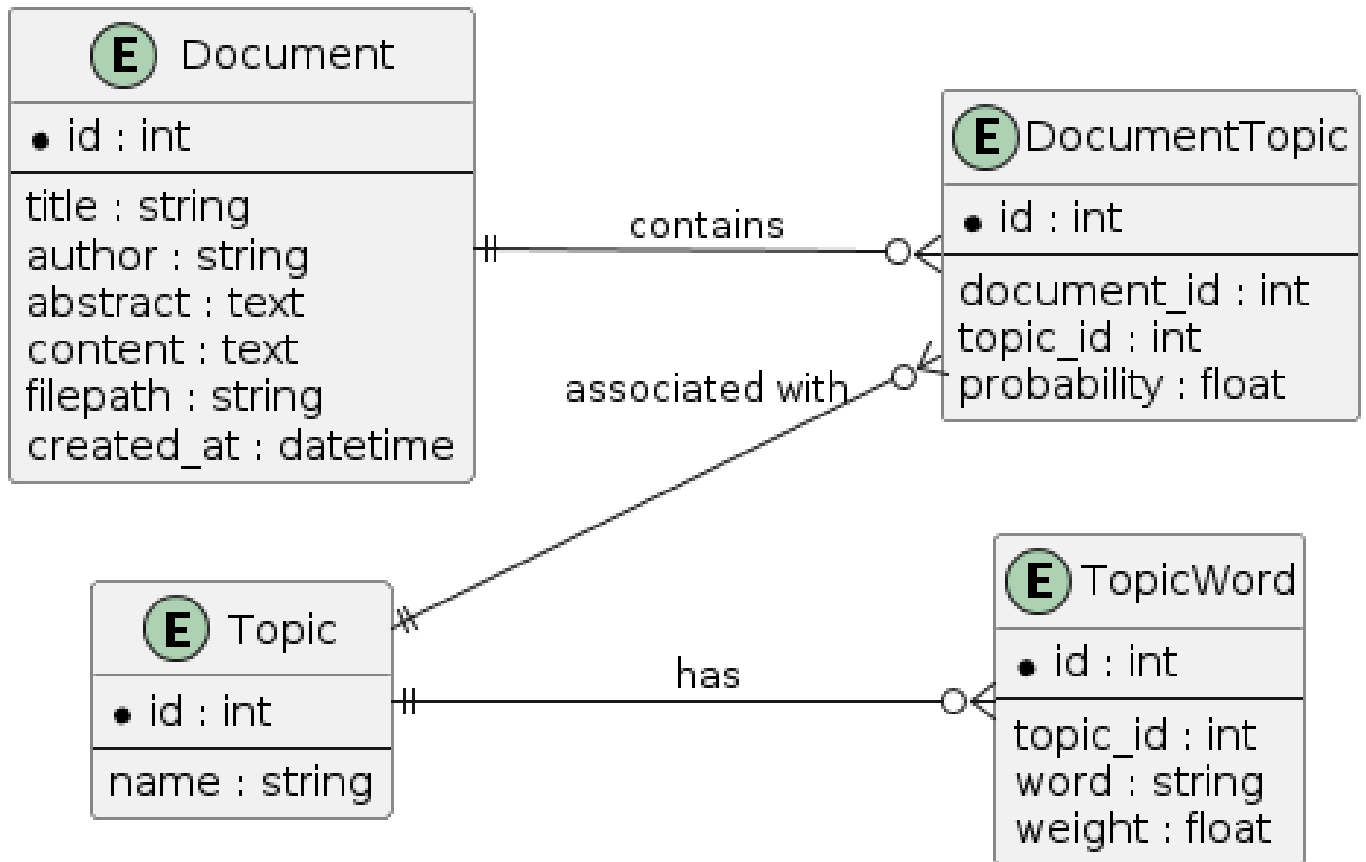 E Document
id : int
title : string
author : string
abstract : text
content : text
filepath : string
created_at : datetime
contains
E DocumentTopic
id : int
document_id : int
topic_id : int
probability : float
associated with
E Topic
id : int
name : string
has
E TopicWord
id : int
topic_id : int
word : string
weight : float